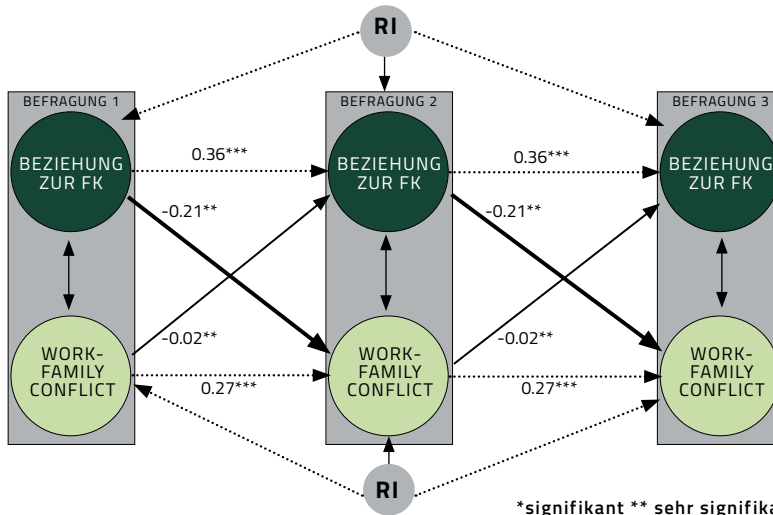 RI
BEFRAGUNG 1
BEFRAGUNG 2
BEFRAGUNG 3
BEZIEHUNG
ZUR FK
0.36***
BEZIEHUNG
ZUR FK
0.36***
BEZIEHUNG
ZUR FK
-0.21**
-0.21**
-0.02**
-0.02**
WORK-
FAMILY
CONFLICT
0.27***
WORK-
FAMILY
CONFLICT
0.27***
WORK-
FAMILY
CONFLICT
RI
*signifikant ** sehr signifika